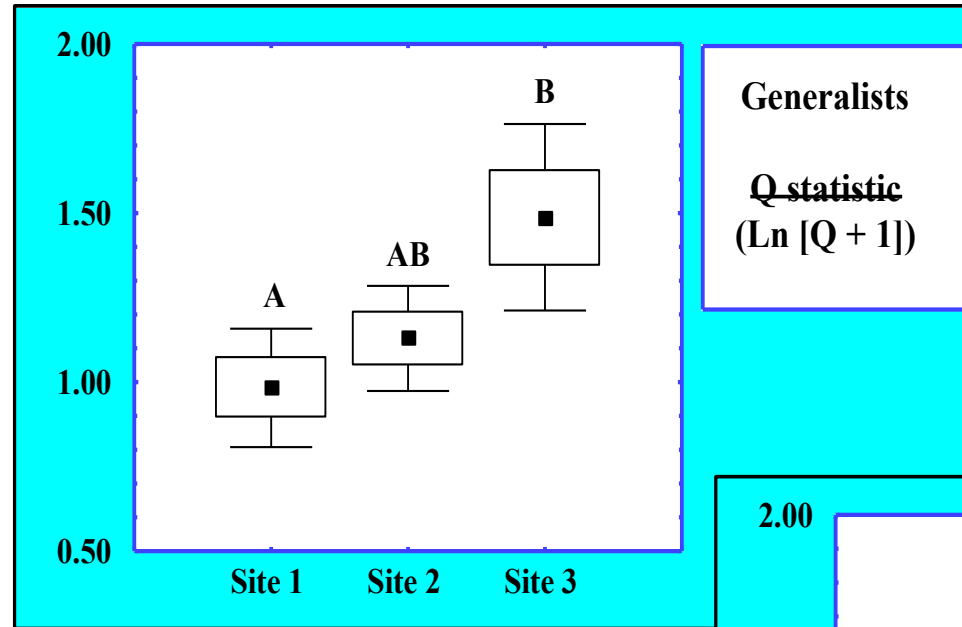 2.00
1.50
1.00
0.50
A
AB
B
Site 1
Site 2
Site 3
Generalists
Q statistic
(Ln [Q + 1])
2.00